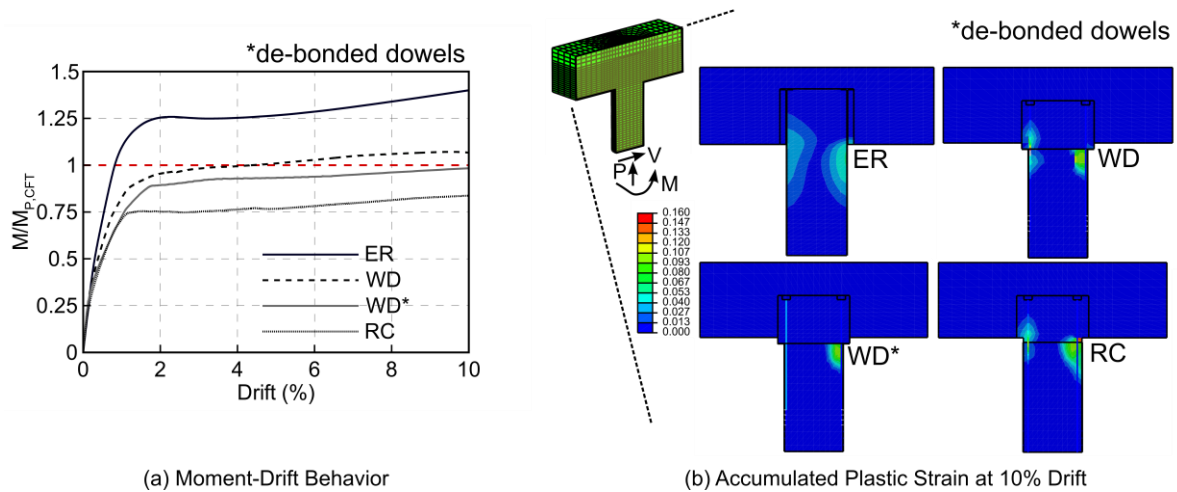 *de-bonded dowels
1.5
1.25
1
0.75
0.5
0.25
0
M/M_P,CFT
ER
WD
WD*
RC
0 2 4 6 8 10
Drift (%)
(a) Moment-Drift Behavior
(b)
*de-bonded dowels
V
P
M
0.160
0.147
0.133
0.120
0.107
0.093
0.080
0.067
0.053
0.040
0.027
0.013
0.000
ER
WD
WD*
RC
(b) Accumulated Plastic Strain at 10% Drift